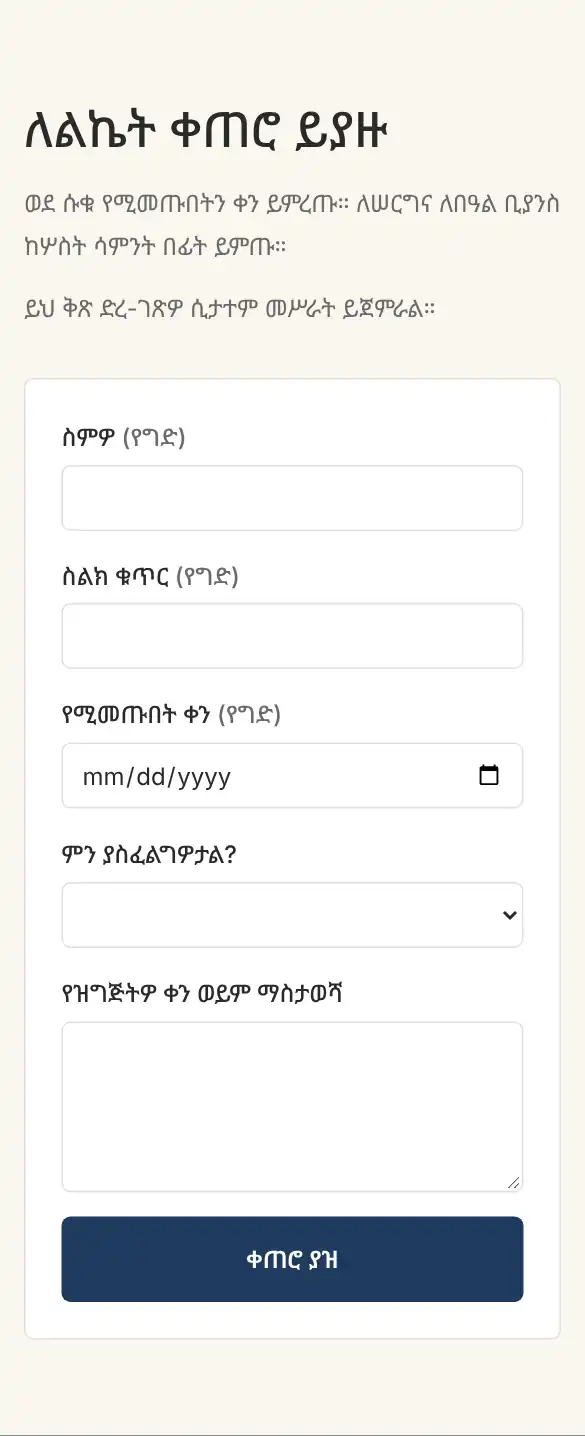 ለልኬት ቀጠሮ ይያዙ
ወደ ሱቁ የሚመጡበትን ቀን ይምረጡ። ለሠርግና ለበዓል ቢያንስ
ከሦስት ሳምንት በፊት ይምጡ።
ይህ ቅጽ ድረ-ገጽዎ ሲታተም መሥራት ይጀምራል።
ስምዎ (የግድ)
ስልክ ቁጥር (የግድ)
የሚመጡበት ቀን (የግድ)
mm/dd/yyyy
ምን ያስፈልግዎታል?
የዝግጅትዎ ቀን ወይም ማስታወሻ
ቀጠሮ ያዝ